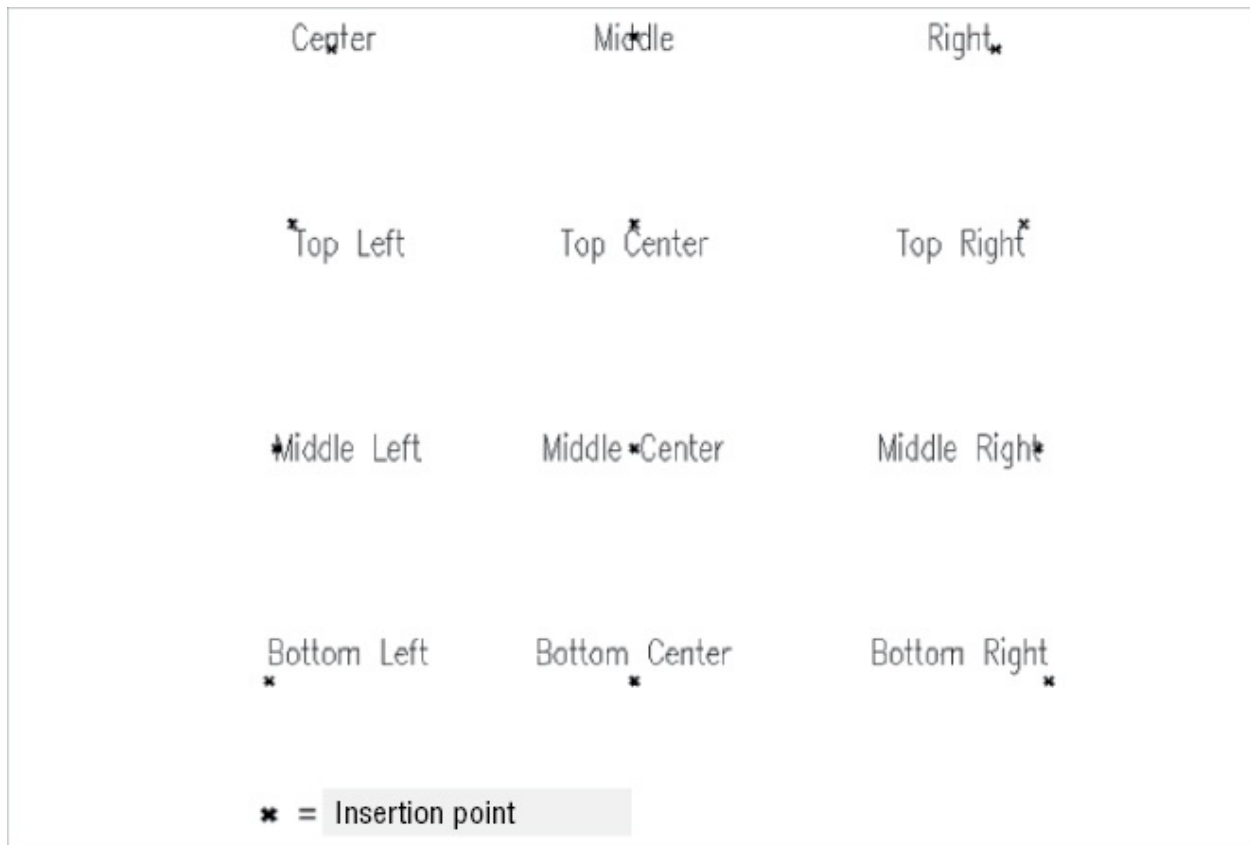 Center Middle Right
Top Left Top Center Top Right
Middle Left Middle Center Middle Right
Bottom Left Bottom Center Bottom Right
= Insertion point